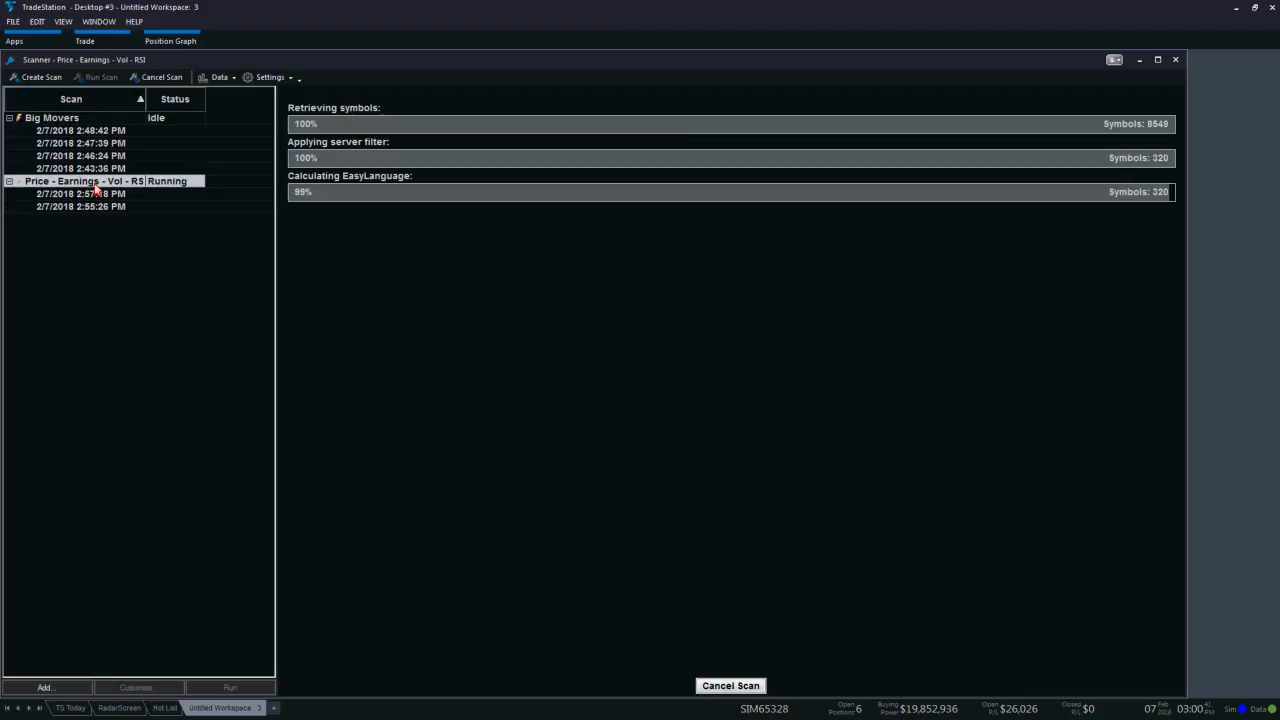 TradeStation - Desktop #3 - Untitled Workspace: 3
FILE EDIT VIEW WINDOW HELP
Apps Trade Position Graph
Scanner - Price - Earnings - Vol - RSI
Create Scan Run Scan Cancel Scan Data Settings
Scan Status
Big Movers Idle
2/7/2018 2:48:42 PM
2/7/2018 2:47:39 PM
2/7/2018 2:46:24 PM
2/7/2018 2:43:36 PM
Price - Earnings - Vol - RS Running
2/7/2018 PM
2/7/2018 2:55:26 PM
Retrieving symbols:
100% Symbols: 8549
Applying server filter:
100% Symbols: 320
Calculating EasyLanguage:
99% Symbols: 320
Cancel Scan
Add... Customize... Run
TS Today RadarScreen Hot List Untitled Workspace 3
SIM65328 Open Positions 6 Buying Power $19,852,936 Open P/L $26,026 Closed P/L $0 07 Feb 2018 03:00 41 PM Sim Data